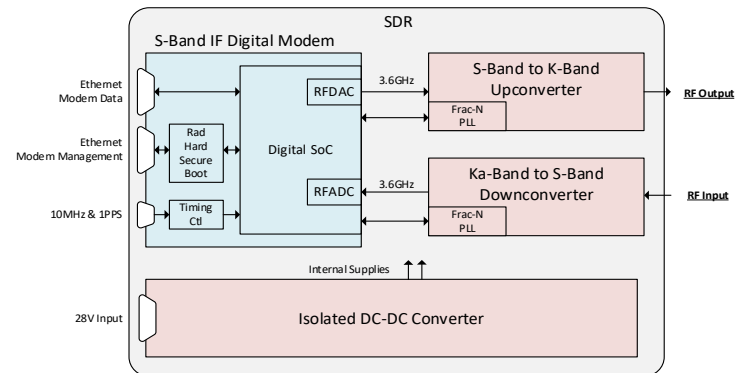 SDR
S-Band IF Digital Modem
Ethernet
Modem Data
Ethernet
Modem Management
10MHz & 1PPS
Rad
Hard
Secure
Boot
Timing
Ctl
Digital SoC
RFDAC
RFADC
3.6GHz
3.6GHz
S-Band to K-Band
Upconverter
Frac-N
PLL
RF Output
Ka-Band to S-Band
Downconverter
Frac-N
PLL
RF Input
Internal Supplies
28V Input
Isolated DC-DC Converter